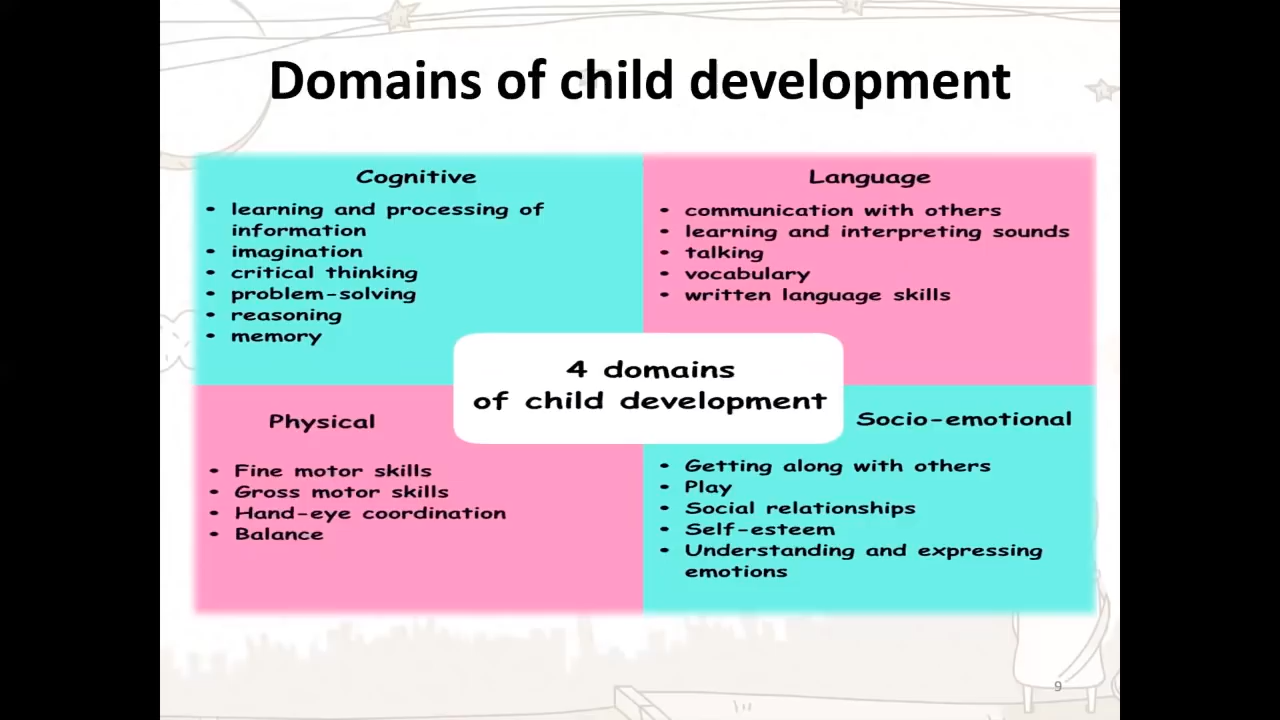 Domains of child development
Cognitive
• learning and processing of
information
• imagination
• critical thinking
• problem-solving
• reasoning
• memory
Language
• communication with others
• learning and interpreting sounds
• talking
• vocabulary
• written language skills
4 domains
of child development
Physical
• Fine motor skills
• Gross motor skills
• Hand-eye coordination
• Balance
Socio-emotional
• Getting along with others
• Play
• Social relationships
• Self-esteem
• Understanding and expressing
emotions
9